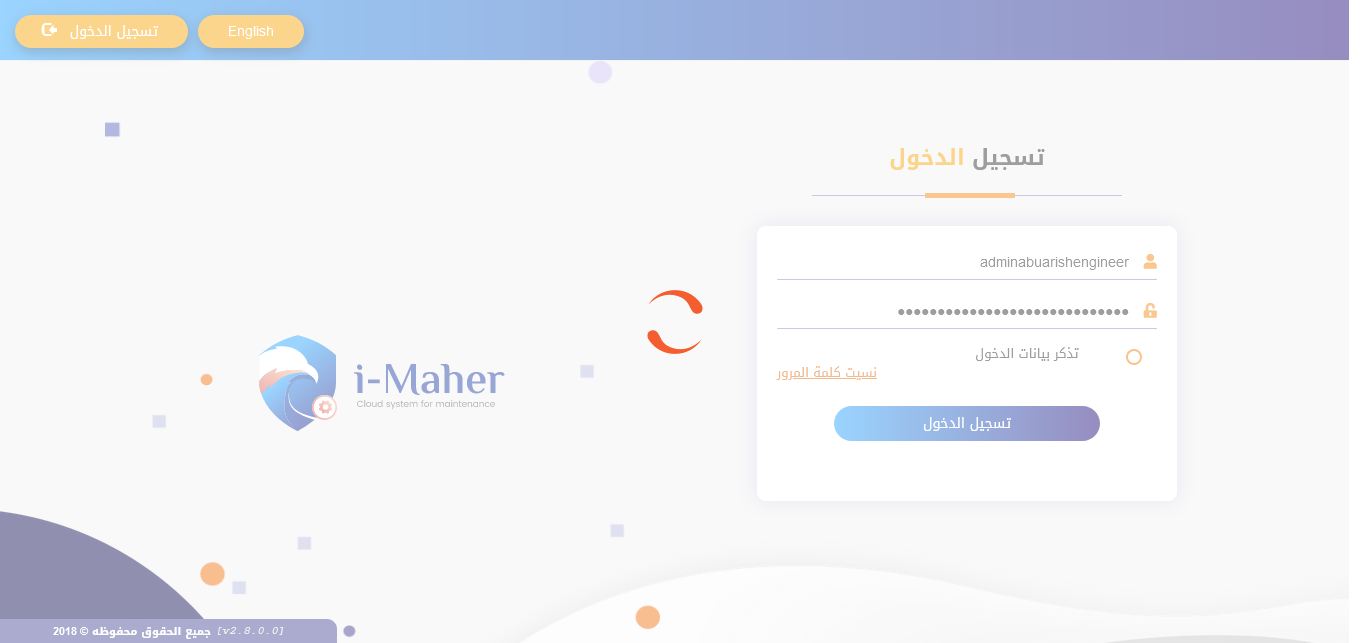 English
تسجيل الدخول
تسجيل الدخول
adminabuarishengineer
•••••••••••••••••••••••••••••
تذكر بيانات الدخول
نسيت كلمة المرور
تسجيل الدخول
i-Maher
Cloud system for maintenance
جميع الحقوق محفوظه © 2018 [v2.8.0.0]